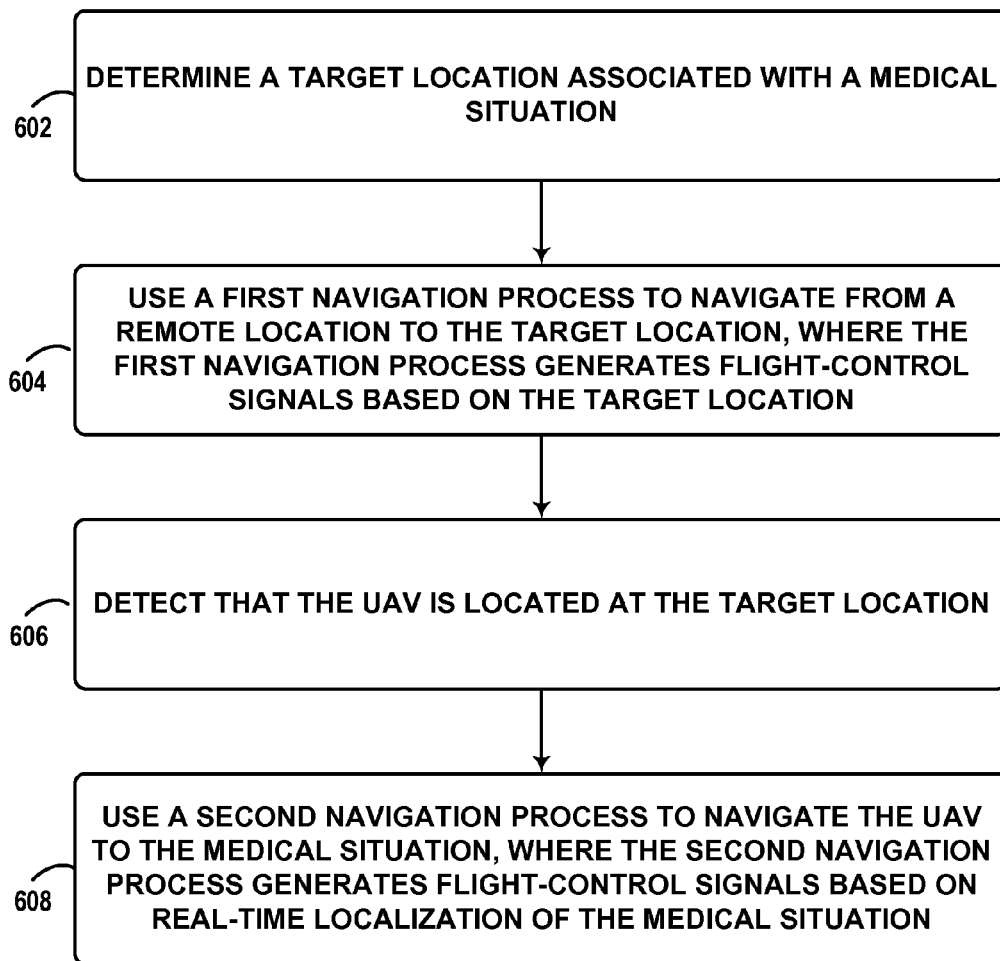 DETERMINE A TARGET LOCATION ASSOCIATED WITH A MEDICAL
SITUATION
602
USE A FIRST NAVIGATION PROCESS TO NAVIGATE FROM A
REMOTE LOCATION TO THE TARGET LOCATION, WHERE THE
FIRST NAVIGATION PROCESS GENERATES FLIGHT-CONTROL
SIGNALS BASED ON THE TARGET LOCATION
604
DETECT THAT THE UAV IS LOCATED AT THE TARGET LOCATION
606
USE A SECOND NAVIGATION PROCESS TO NAVIGATE THE UAV
TO THE MEDICAL SITUATION, WHERE THE SECOND NAVIGATION
PROCESS GENERATES FLIGHT-CONTROL SIGNALS BASED ON
REAL-TIME LOCALIZATION OF THE MEDICAL SITUATION
608